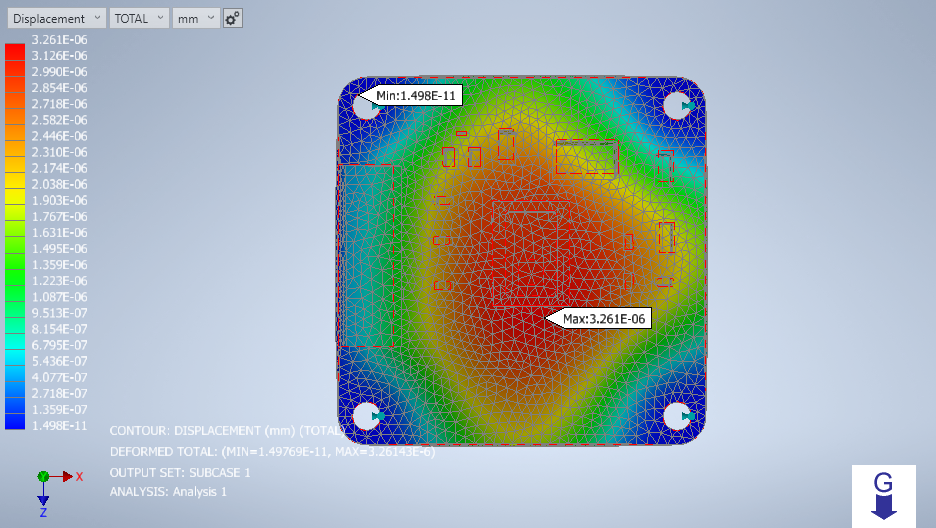 Displacement TOTAL mm
3.261E-06
3.126E-06
2.990E-06
2.854E-06
2.718E-06
2.582E-06
2.446E-06
2.310E-06
2.174E-06
2.038E-06
1.903E-06
1.767E-06
1.631E-06
1.495E-06
1.359E-06
1.223E-06
1.087E-06
9.513E-07
8.154E-07
6.795E-07
5.436E-07
4.077E-07
2.718E-07
1.359E-07
1.498E-11
Min:1.498E-11
Max:3.261E-06
CONTOUR: DISPLACEMENT (mm) (TOTAL)
DEFORMED TOTAL: (MIN=1.49769E-11, MAX=3.26143E-6)
OUTPUT SET: SUBCASE 1
ANALYSIS: Analysis 1
Y
X
Z
G